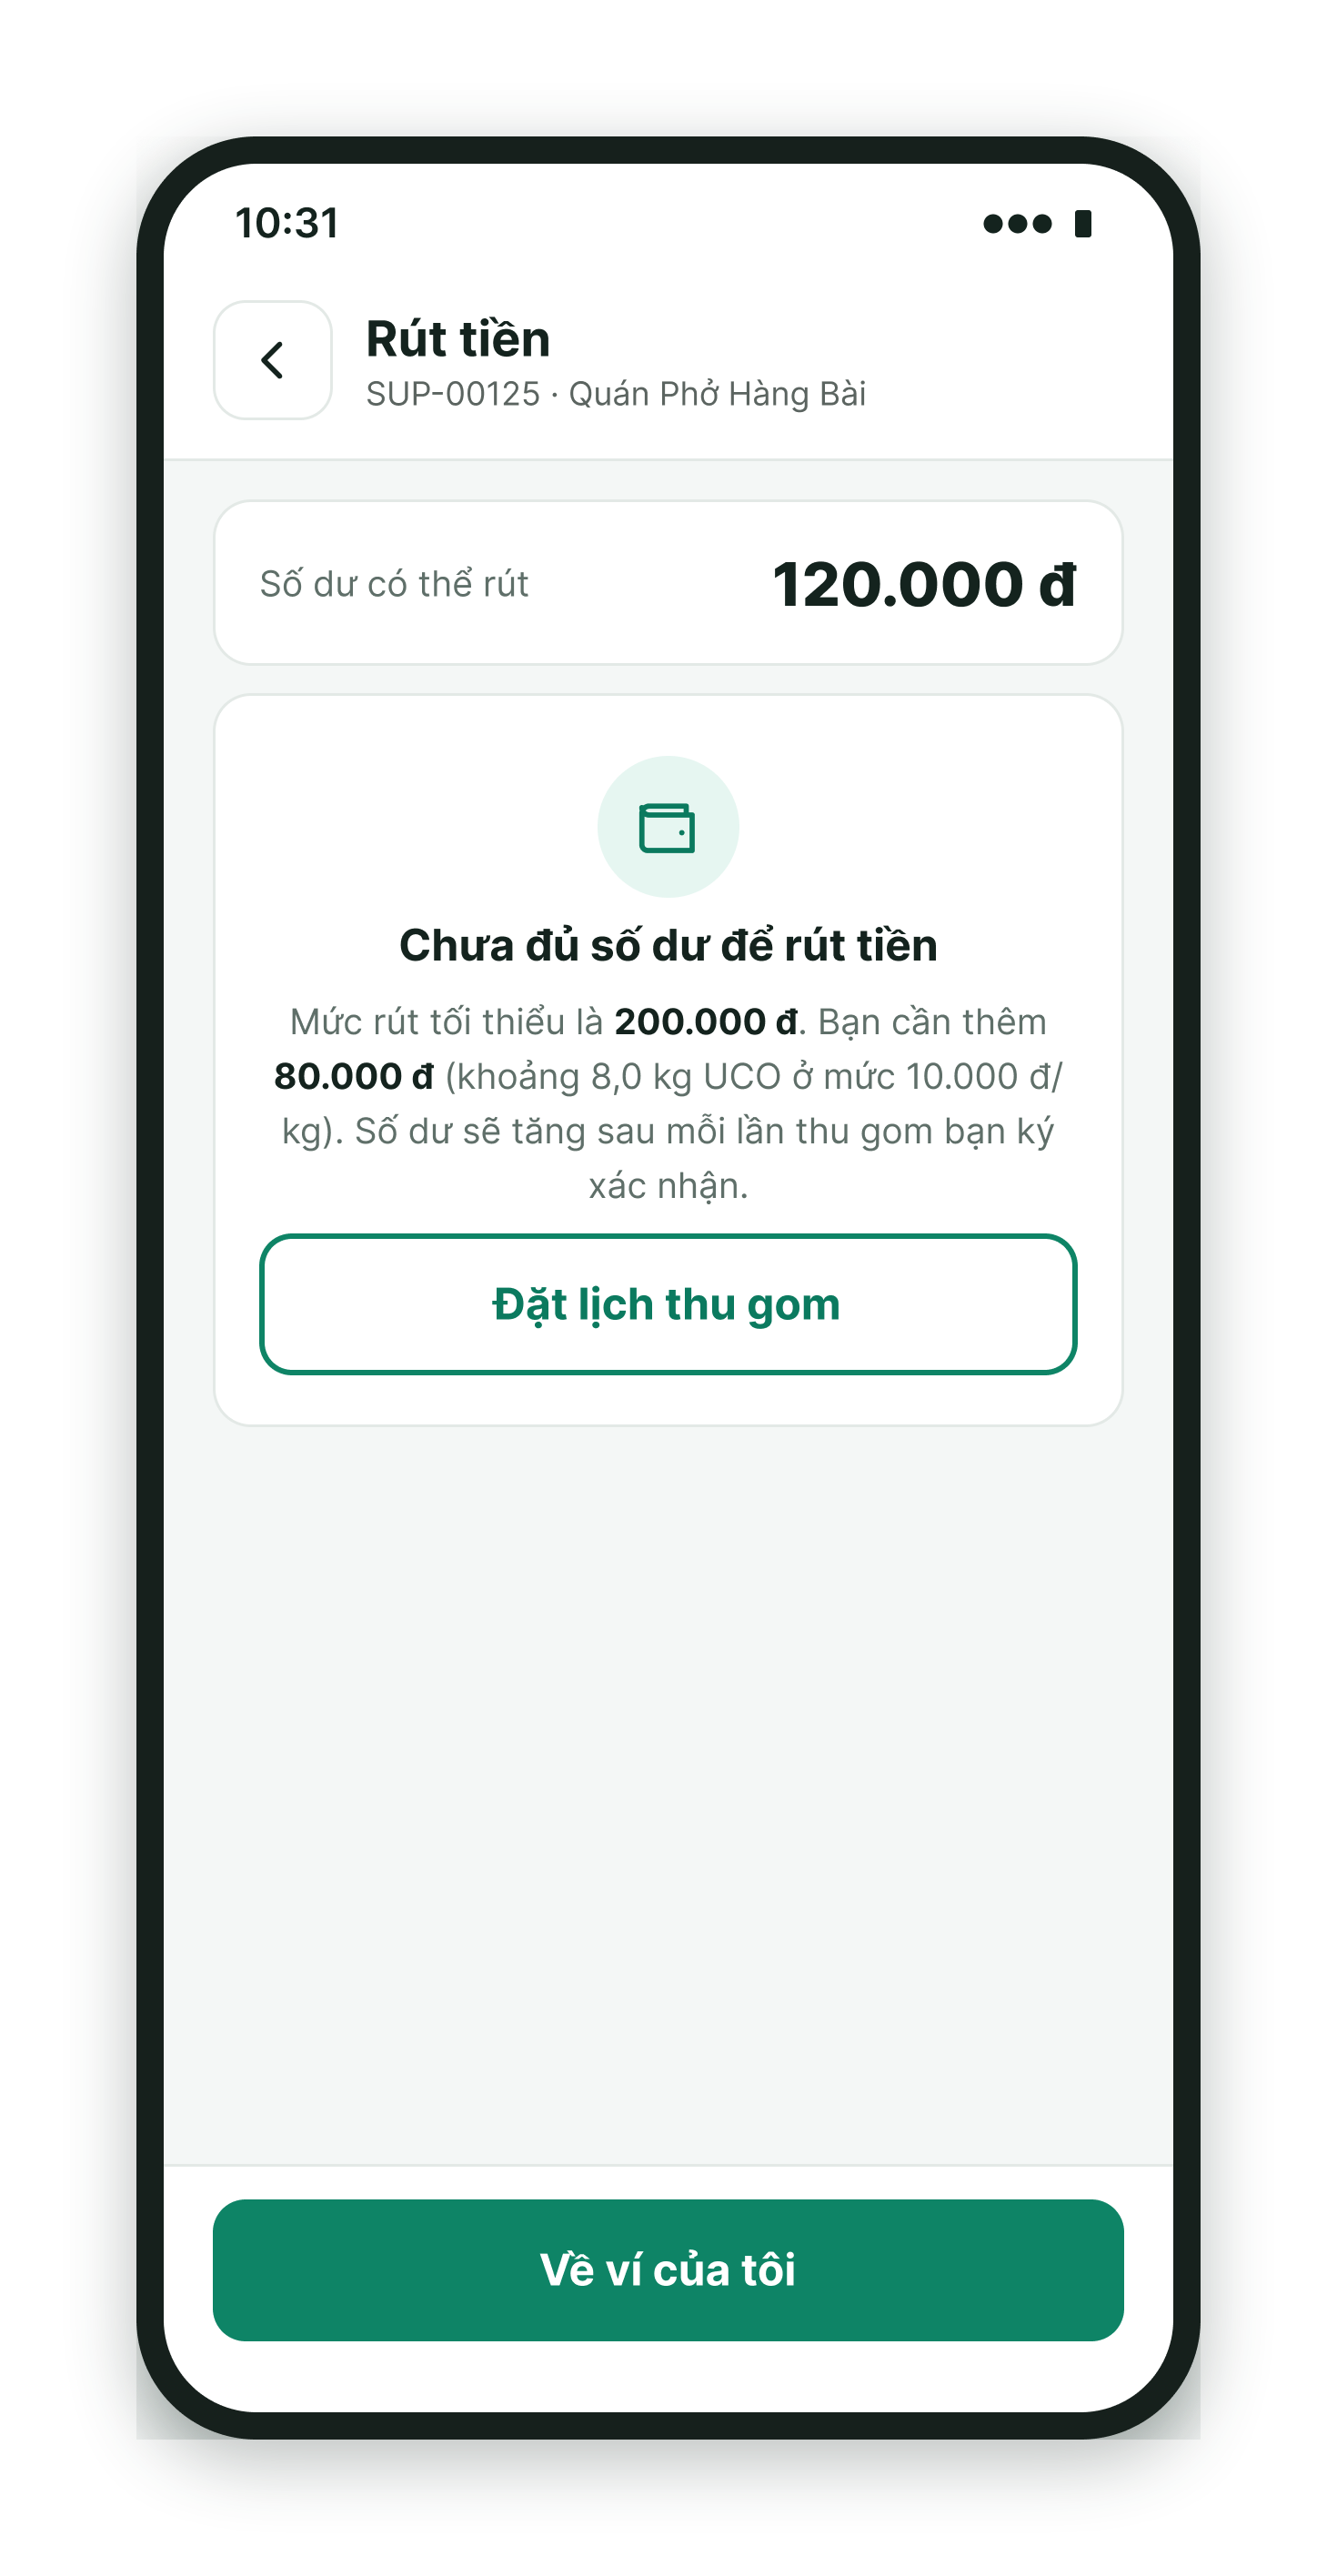 10:31
Rút tiền
SUP-00125 · Quán Phở Hàng Bài
Số dư có thể rút
120.000 đ
Chưa đủ số dư để rút tiền
Mức rút tối thiểu là 200.000 đ. Bạn cần thêm
80.000 đ (khoảng 8,0 kg UCO ở mức 10.000 đ/
kg). Số dư sẽ tăng sau mỗi lần thu gom bạn ký
xác nhận.
Đặt lịch thu gom
Về ví của tôi